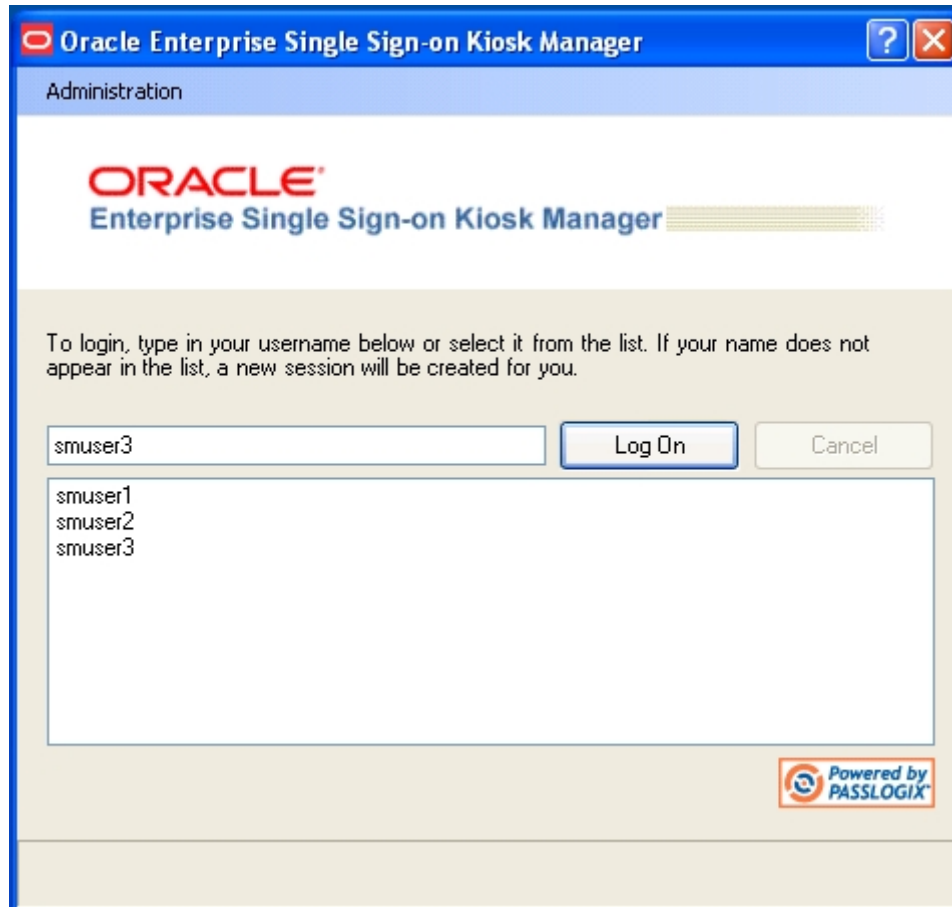 Oracle Enterprise Single Sign-on Kiosk Manager
Administration
ORACLE
Enterprise Single Sign-on Kiosk Manager
To login, type in your username below or select it from the list. If your name does not
appear in the list, a new session will be created for you.
smuser3 Log On Cancel
smuser1
smuser2
smuser3
Powered by
PASSLOGIX